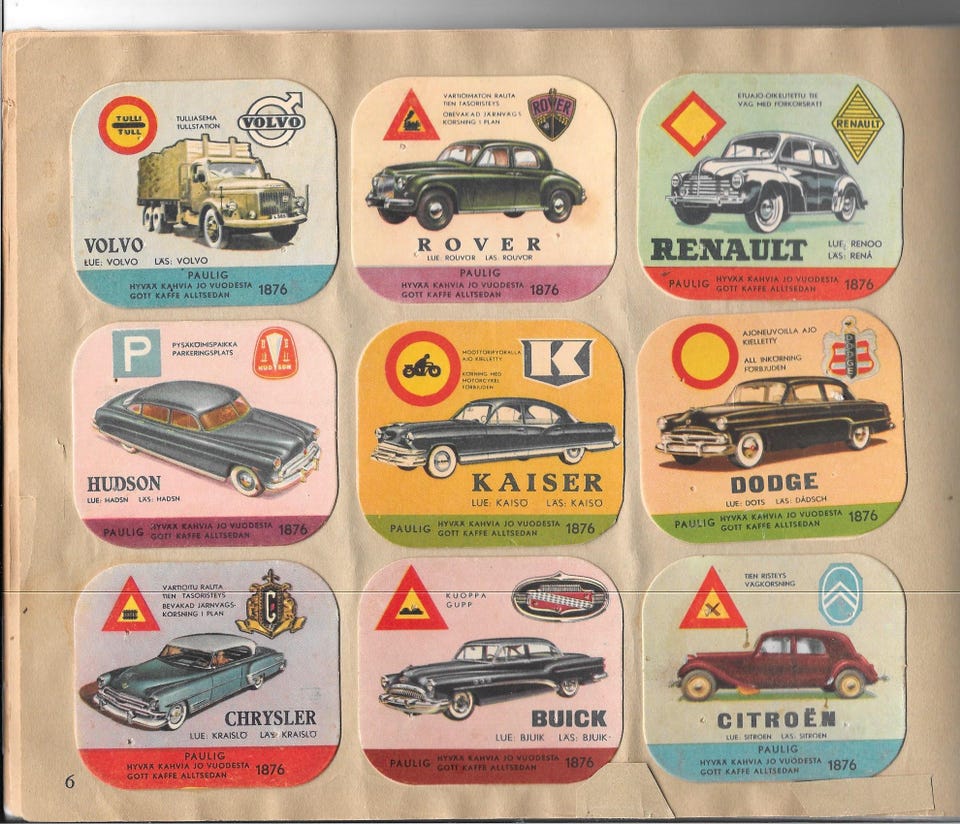 TULLI
TULL
TULLIASEMA
TULLSTATION
VOLVO
VOLVO
LUE: VOLVO LÄS: VOLVO
PAULIG
HYVÄÄ KAHVIA JO VUODESTA
GOTT KAFFE ALLTSEDAN 1876
VARTIOIMATON RAUTA
TIEN TASORISTEYS
OBEVAKAD JÄRNVÄGS
KORSNING I PLAN
ROVER
ROVER
LUE: ROUVOR LÄS: ROUVOR
PAULIG
HYVÄÄ KAHVIA JO VUODESTA
GOTT KAFFE ALLTSEDAN 1876
ETUAJO-OIKEUTETTU TIE
VÄG MED FÖRKÖRSRÄTT
RENAULT
RENAULT
LUE: RENOO
LÄS: RENÅ
PAULIG HYVÄÄ KAHVIA JO VUODESTA
GOTT KAFFE ALLTSEDAN 1876
P
PYSÄKÖIMISPAIKKA
PARKERINGSPLATS
HUDSON
HUDSON
LUE: HADSN LÄS: HADSN
PAULIG HYVÄÄ KAHVIA JO VUODESTA
GOTT KAFFE ALLTSEDAN 1876
MOOTTORIPYÖRÄLLÄ
AJO KIELLETTY
KÖRNING MED
MOTORCYKEL
FÖRBJUDEN
K
KAISER
LUE: KAISÖ LÄS: KAISÖ
PAULIG HYVÄÄ KAHVIA JO VUODESTA
GOTT KAFFE ALLTSEDAN 1876
AJONEUVOILLA AJO
KIELLETTY
ALL INKÖRNING
FÖRBJUDEN
DODGE
DODGE
LUE: DOTS LÄS: DÅDSCH
PAULIG HYVÄÄ KAHVIA JO VUODESTA
GOTT KAFFE ALLTSEDAN 1876
VARTIOITU RAUTA
TIEN TASORISTEYS
BEVAKAD JÄRNVÄGS-
KORSNING I PLAN
C
CHRYSLER
LUE: KRAISLÖ LÄS: KRAISLÖ
PAULIG
HYVÄÄ KAHVIA JO VUODESTA
GOTT KAFFE ALLTSEDAN 1876
KUOPPA
GUPP
BUICK
LUE: BJUIK LÄS: BJUIK
PAULIG HYVÄÄ KAHVIA JO VUODESTA
GOTT KAFFE ALLTSEDAN 1876
TIEN RISTEYS
VÄGKORSNING
CITROËN
LUE: SITROEN LÄS: SITROEN
PAULIG
HYVÄÄ KAHVIA JO VUODESTA
GOTT KAFFE ALLTSEDAN 1876
6